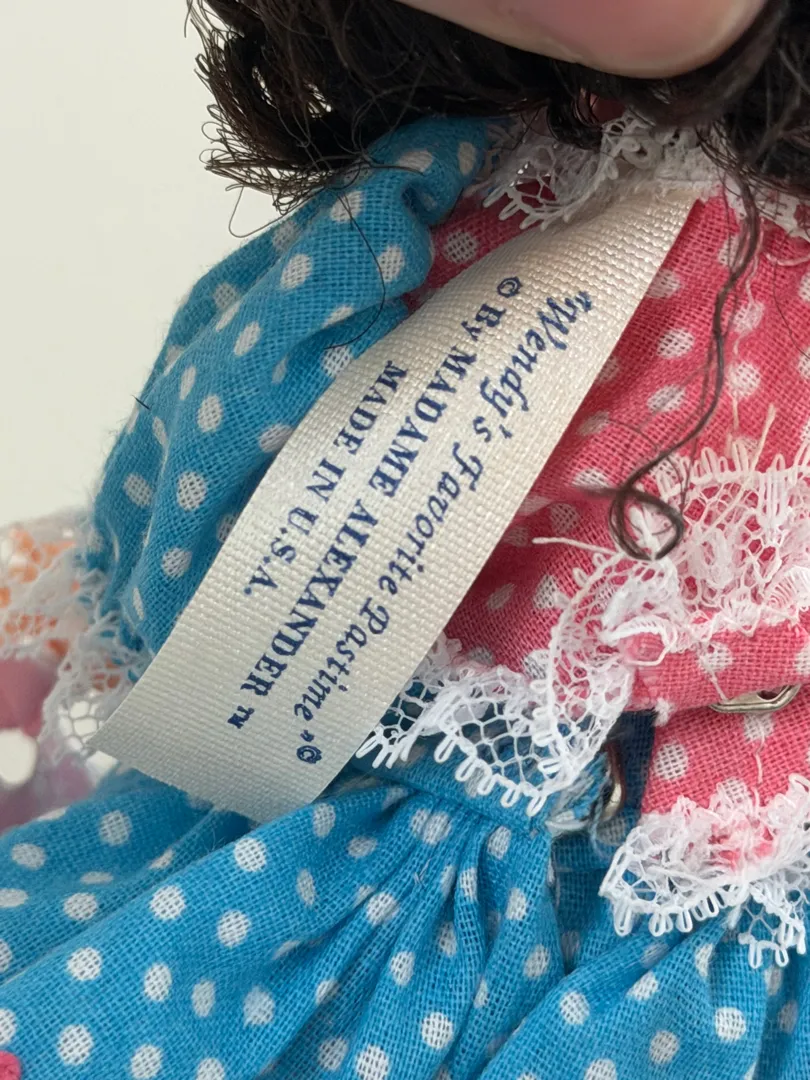 "Wendy's Favorite Pastime"©
© By MADAME ALEXANDER™
MADE IN U.S.A.